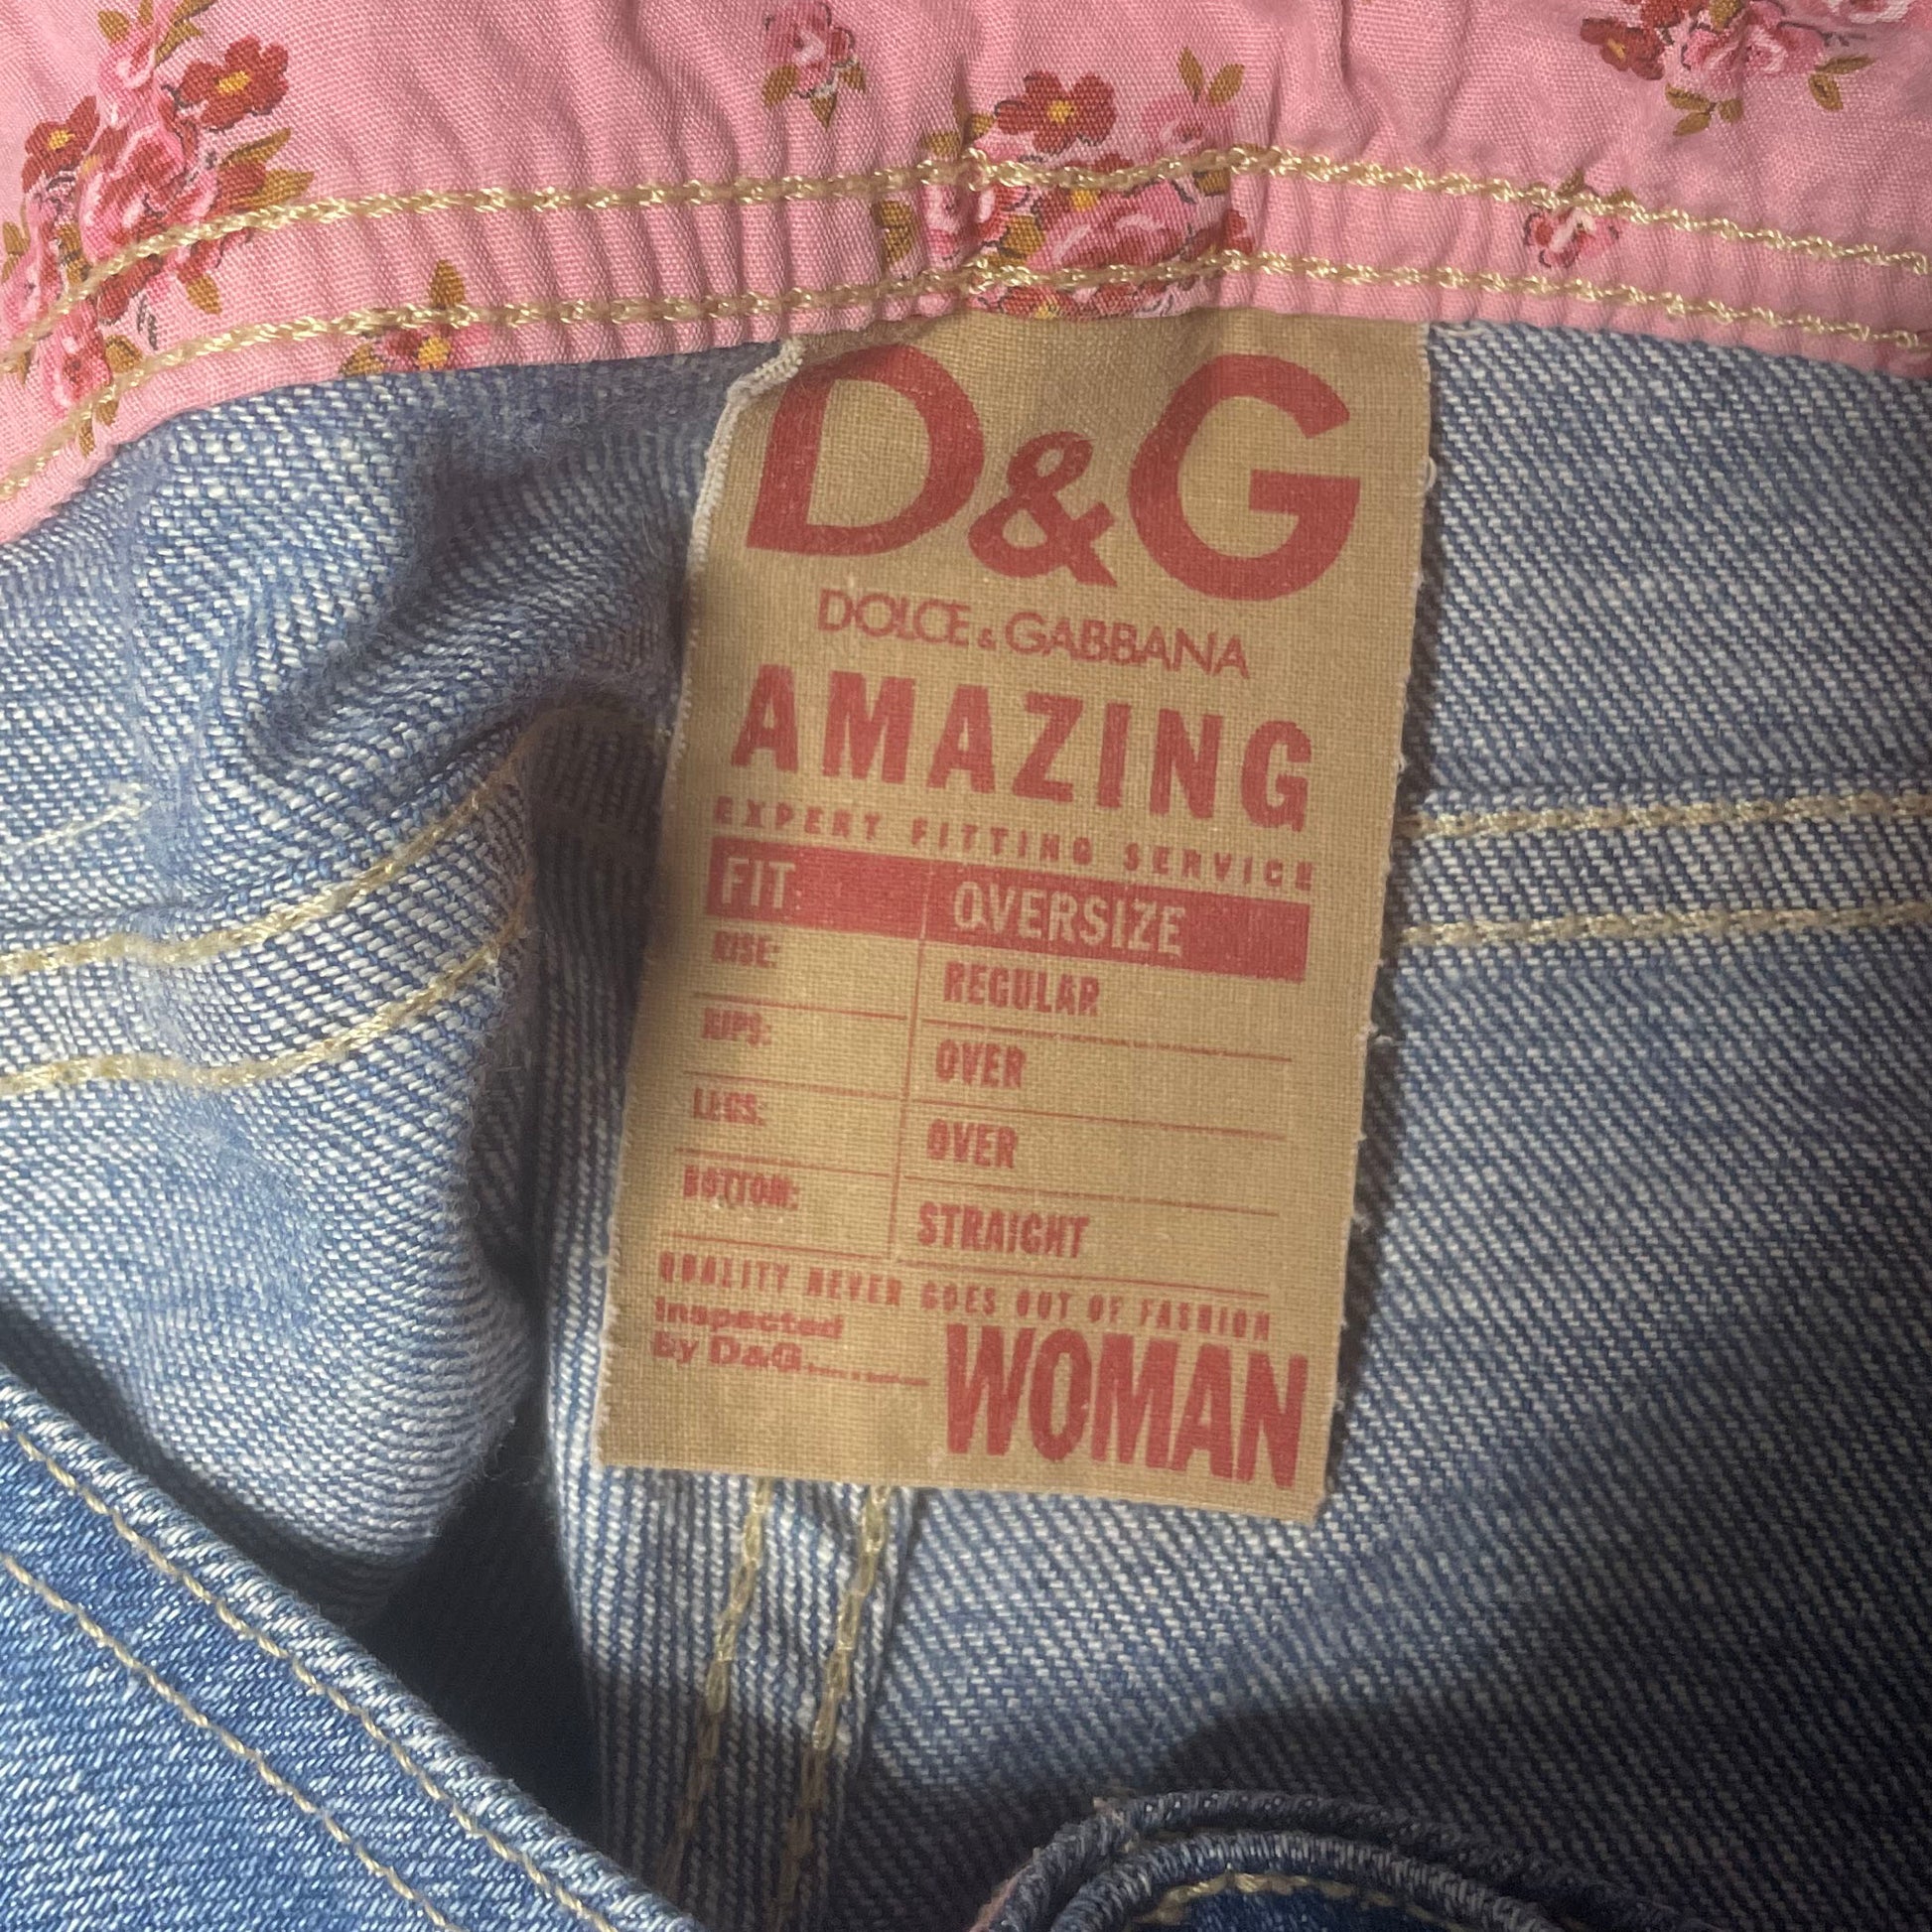 D&G
DOLCE & GABBANA
AMAZING
EXPERT FITTING SERVICE
FIT: OVERSIZE
RISE: REGULAR
HIPS: OVER
LEGS: OVER
BOTTOM: STRAIGHT
QUALITY NEVER GOES OUT OF FASHION
Inspected
by D&G.
WOMAN